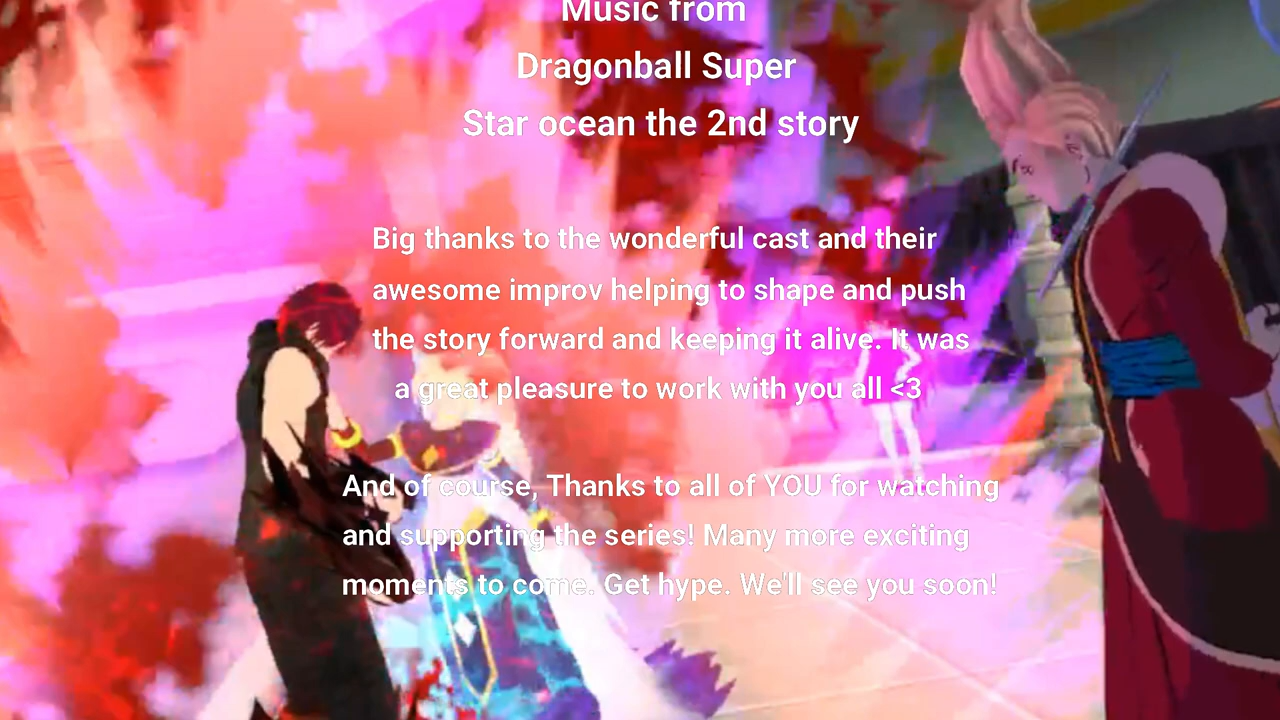 Music from
Dragonball Super
Star ocean the 2nd story
Big thanks to the wonderful cast and their
awesome improv helping to shape and push
the story forward and keeping it alive. It was
a great pleasure to work with you all <3
And of course, Thanks to all of YOU for watching
and supporting the series! Many more exciting
moments to come. Get hype. We'll see you soon!